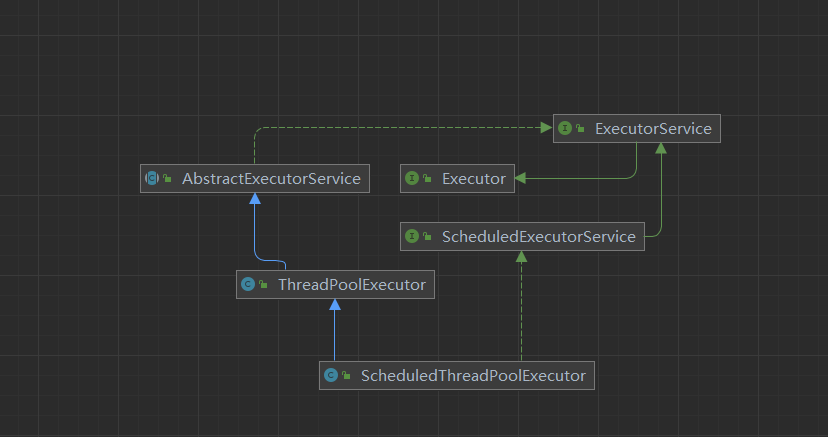 ExecutorService
AbstractExecutorService
Executor
ScheduledExecutorService
ThreadPoolExecutor
ScheduledThreadPoolExecutor